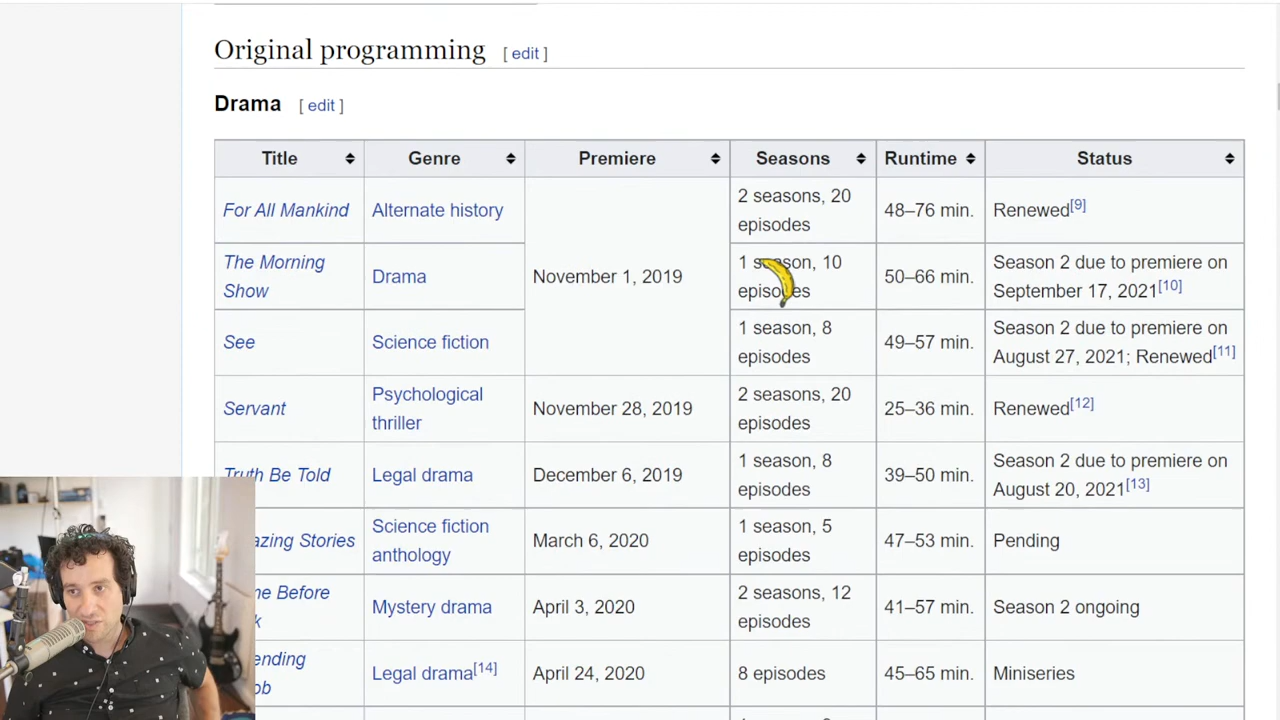 Original programming [ edit ]
Drama [ edit ]
Title Genre Premiere Seasons Runtime Status
For All Mankind Alternate history November 1, 2019 2 seasons, 20 episodes 48–76 min. Renewed[9]
The Morning Show Drama 1 season, 10 episodes 50–66 min. Season 2 due to premiere on September 17, 2021[10]
See Science fiction 1 season, 8 episodes 49–57 min. Season 2 due to premiere on August 27, 2021; Renewed[11]
Servant Psychological thriller November 28, 2019 2 seasons, 20 episodes 25–36 min. Renewed[12]
Truth Be Told Legal drama December 6, 2019 1 season, 8 episodes 39–50 min. Season 2 due to premiere on August 20, 2021[13]
azing Stories Science fiction anthology March 6, 2020 1 season, 5 episodes 47–53 min. Pending
ne Before k Mystery drama April 3, 2020 2 seasons, 12 episodes 41–57 min. Season 2 ongoing
ending ob Legal drama[14] April 24, 2020 8 episodes 45–65 min. Miniseries